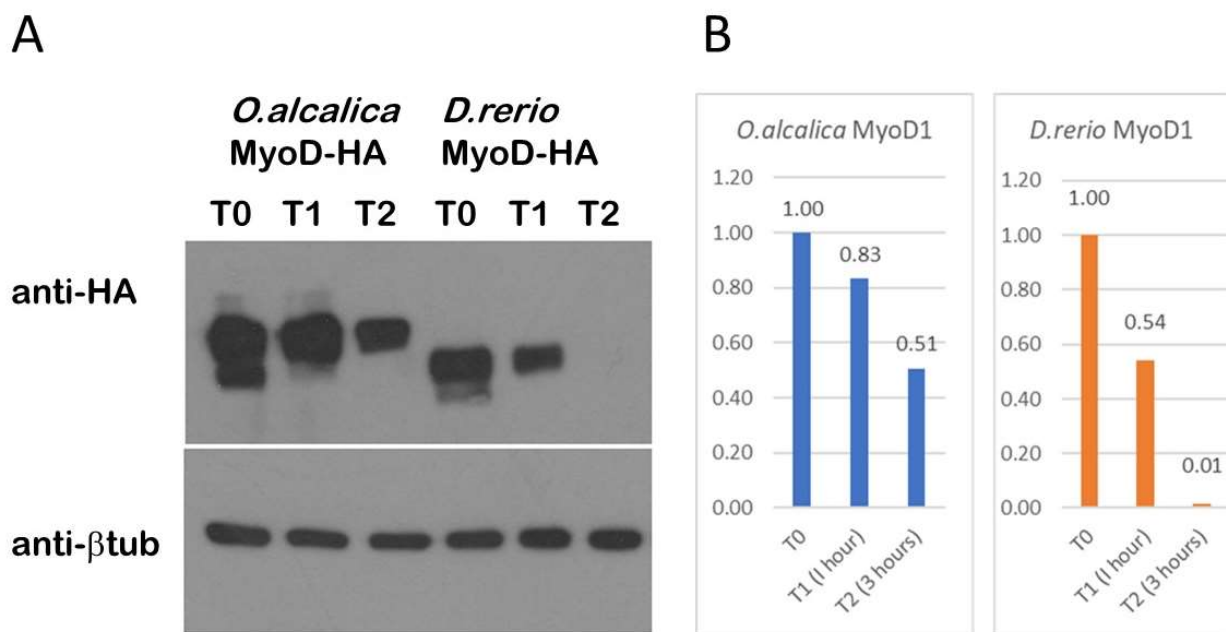 A
O.alcalica D.rerio
MyoD-HA MyoD-HA
T0 T1 T2 T0 T1 T2
anti-HA
anti-βtub
B
O.alcalica MyoD1
1.20
1.00
0.80
0.60
0.40
0.20
0.00
1.00
0.83
0.51
T0
T1 (I hour)
T2 (3 hours)
D.rerio MyoD1
1.20
1.00
0.80
0.60
0.40
0.20
0.00
1.00
0.54
0.01
T0
T1 (I hour)
T2 (3 hours)